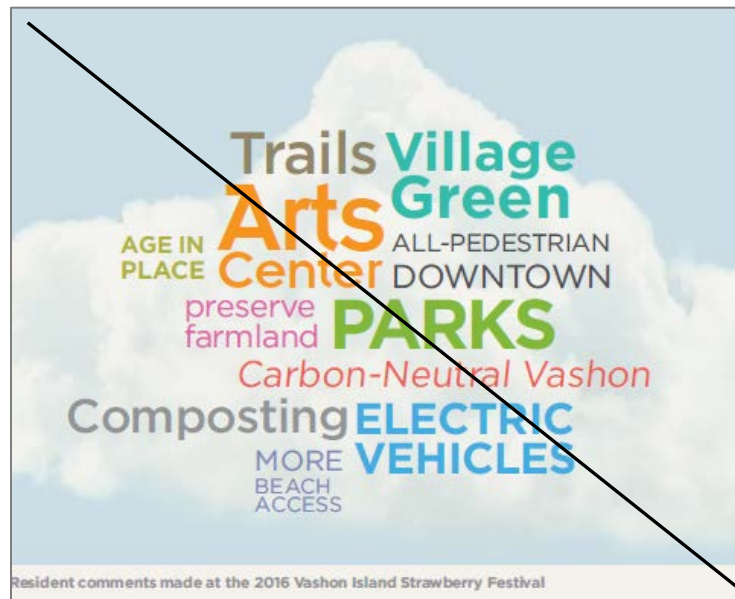 Trails Village
Arts Green
AGE IN ALL-PEDESTRIAN
PLACE Center DOWNTOWN
preserve PARKS
farmland
Carbon-Neutral Vashon
Composting ELECTRIC
MORE VEHICLES
BEACH
ACCESS
Resident comments made at the 2016 Vashon Island Strawberry Festival